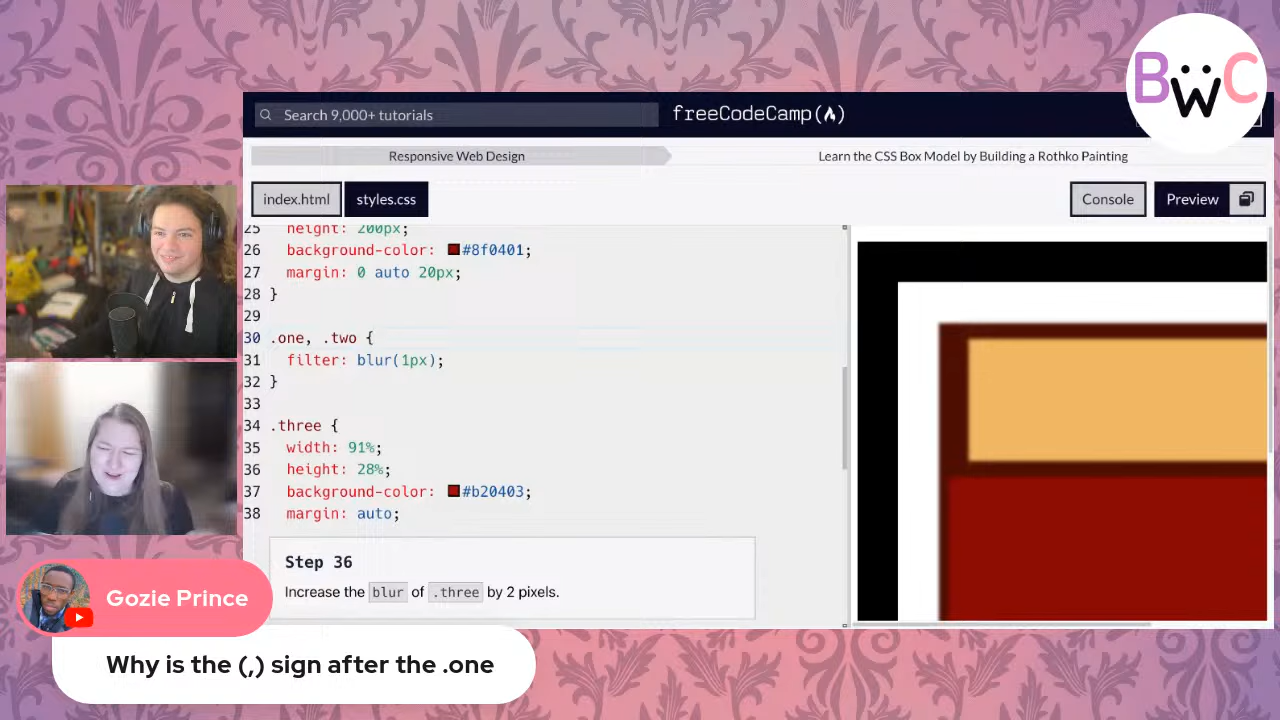 BWC
Search 9,000+ tutorials
freeCodeCamp
Responsive Web Design
Learn the CSS Box Model by Building a Rothko Painting
index.html
styles.css
Console
Preview
25 height: 200px;
26 background-color: #8f0401;
27 margin: 0 auto 20px;
28 }
29
30 .one, .two {
31 filter: blur(1px);
32 }
33
34 .three {
35 width: 91%;
36 height: 28%;
37 background-color: #b20403;
38 margin: auto;
Step 36
Increase the blur of .three by 2 pixels.
Gozie Prince
Why is the (,) sign after the .one